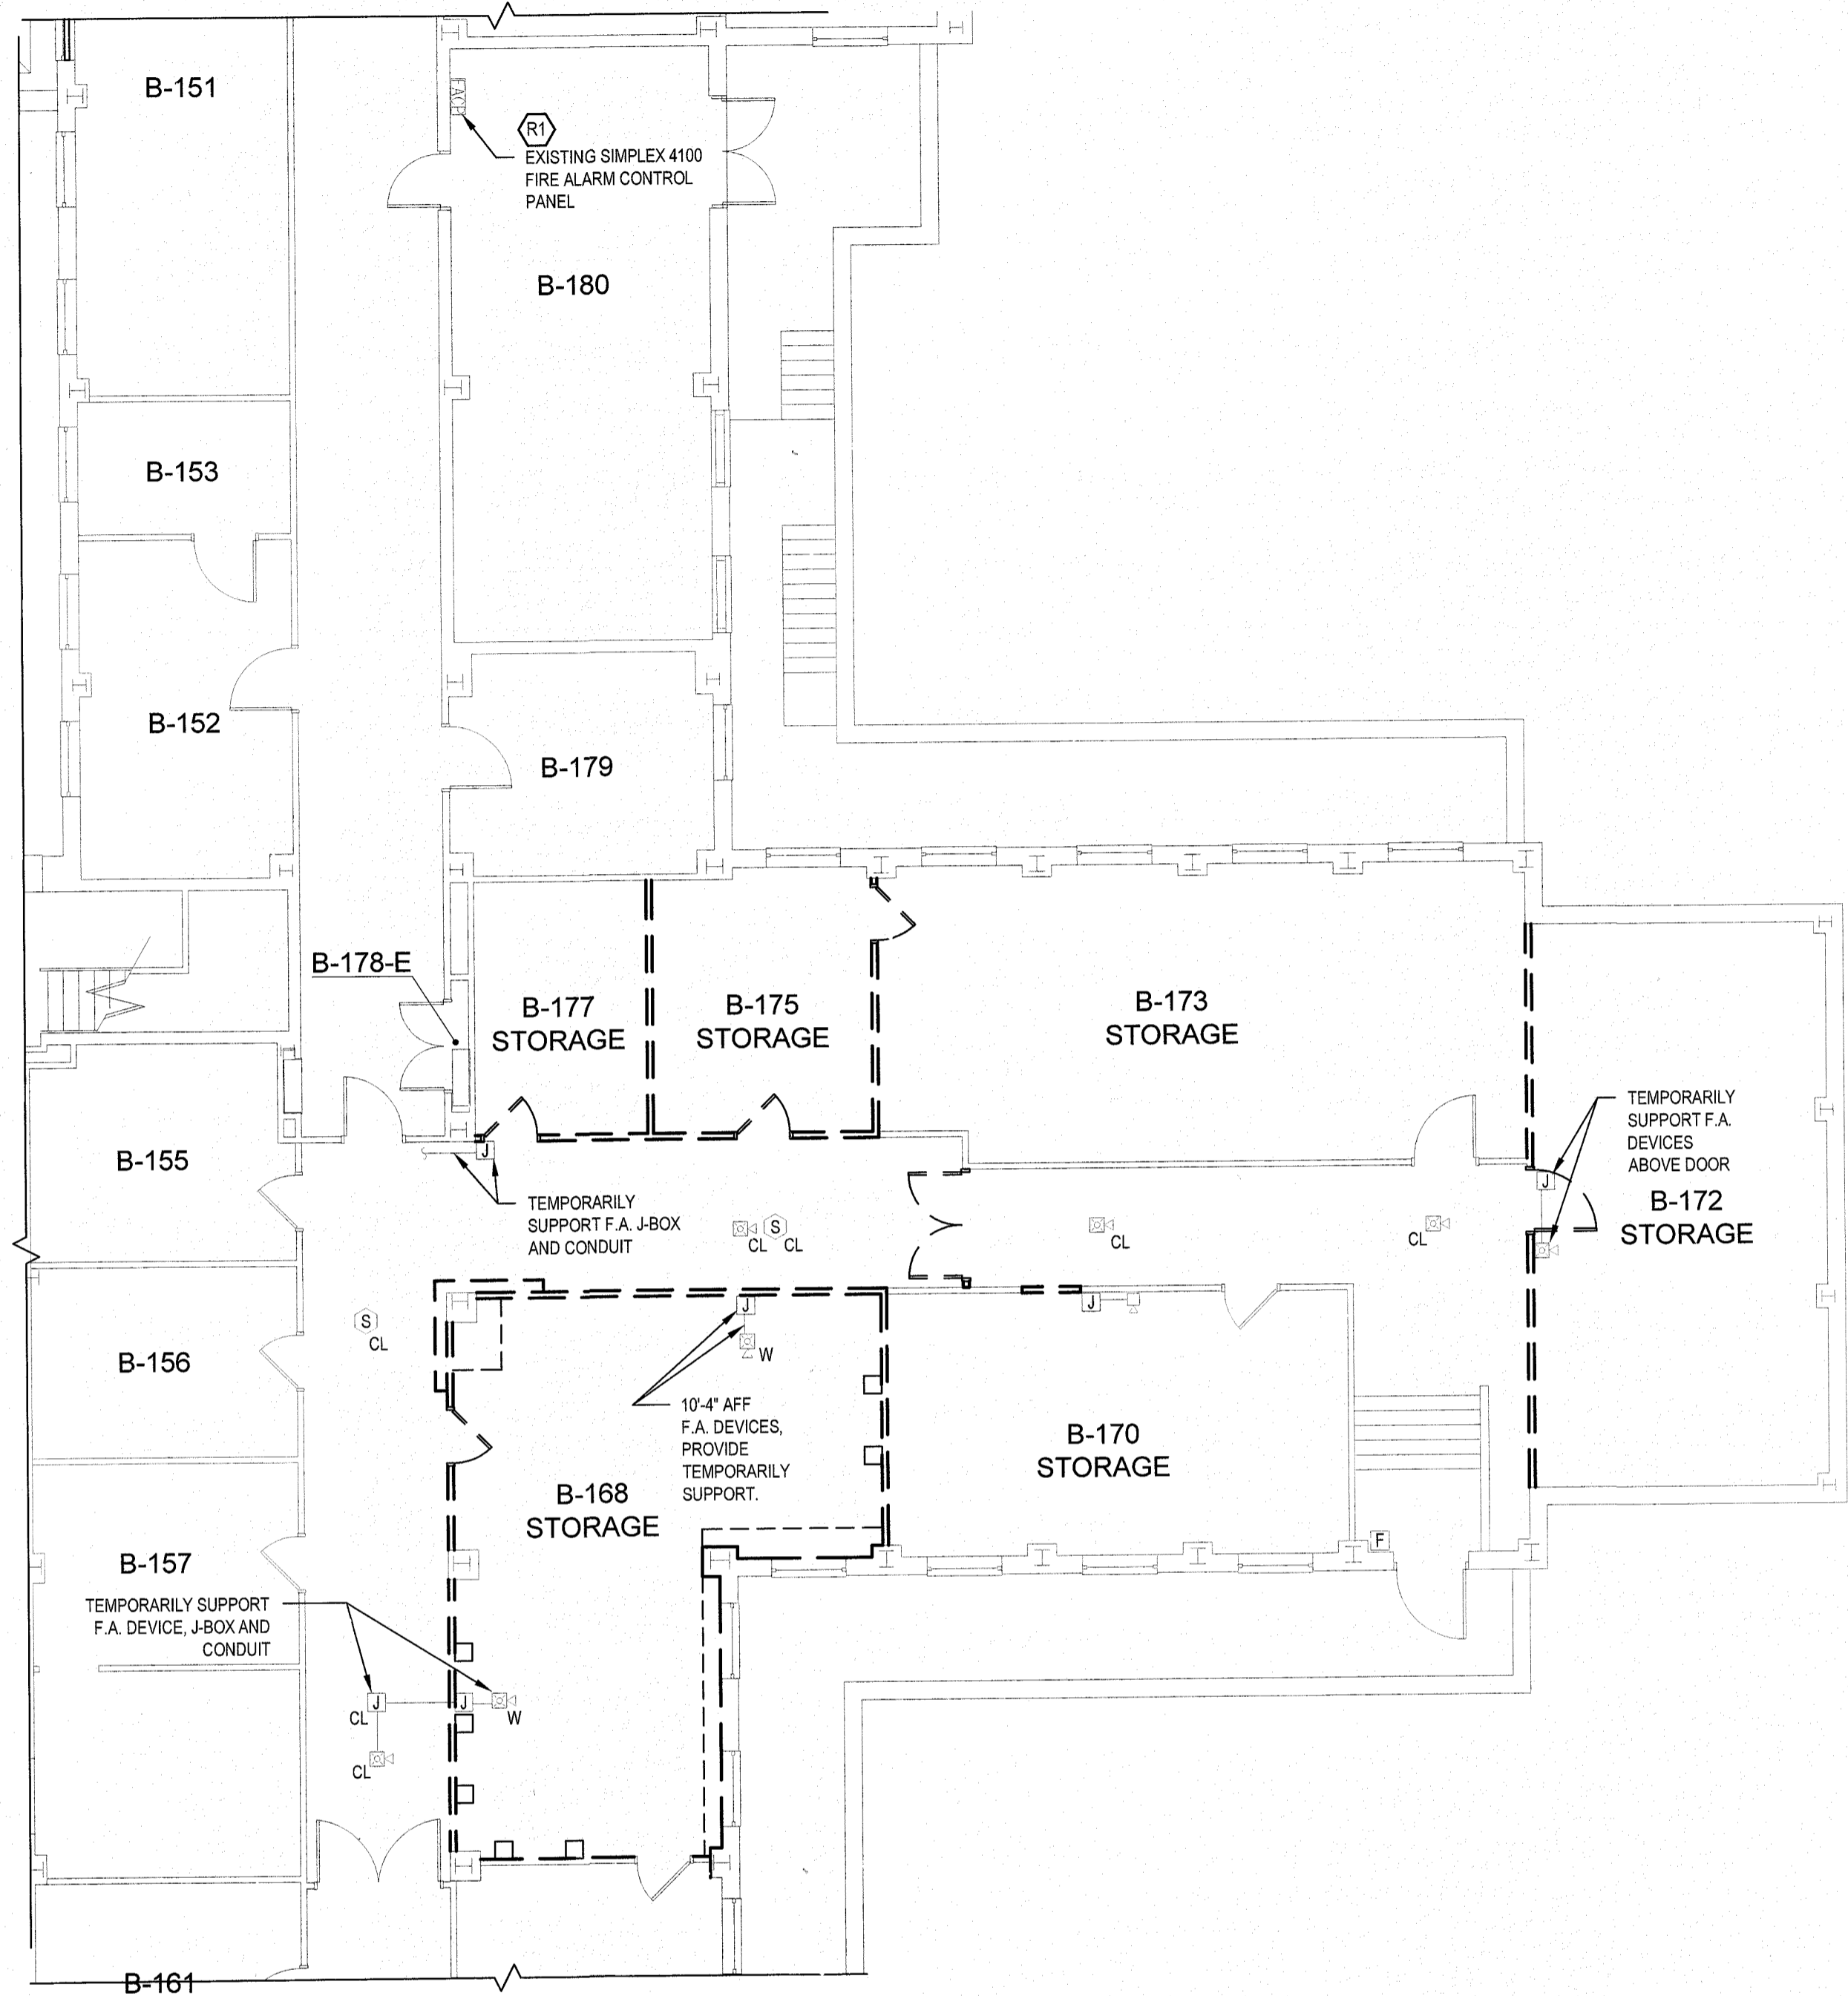 B-151
FACP
R1
EXISTING SIMPLEX 4100
FIRE ALARM CONTROL
PANEL
B-180
B-153
B-152
B-179
B-178-E
B-177
STORAGE
B-175
STORAGE
B-173
STORAGE
TEMPORARILY
SUPPORT F.A.
DEVICES
ABOVE DOOR
J
B-172
STORAGE
B-155
J
TEMPORARILY
SUPPORT F.A. J-BOX
AND CONDUIT
S
CL CL
CL
CL
B-156
S
CL
J
W
J
10'-4" AFF
F.A. DEVICES,
PROVIDE
TEMPORARILY
SUPPORT.
B-170
STORAGE
B-168
STORAGE
F
B-157
TEMPORARILY SUPPORT
F.A. DEVICE, J-BOX AND
CONDUIT
J
CL
J
W
CL
B-161